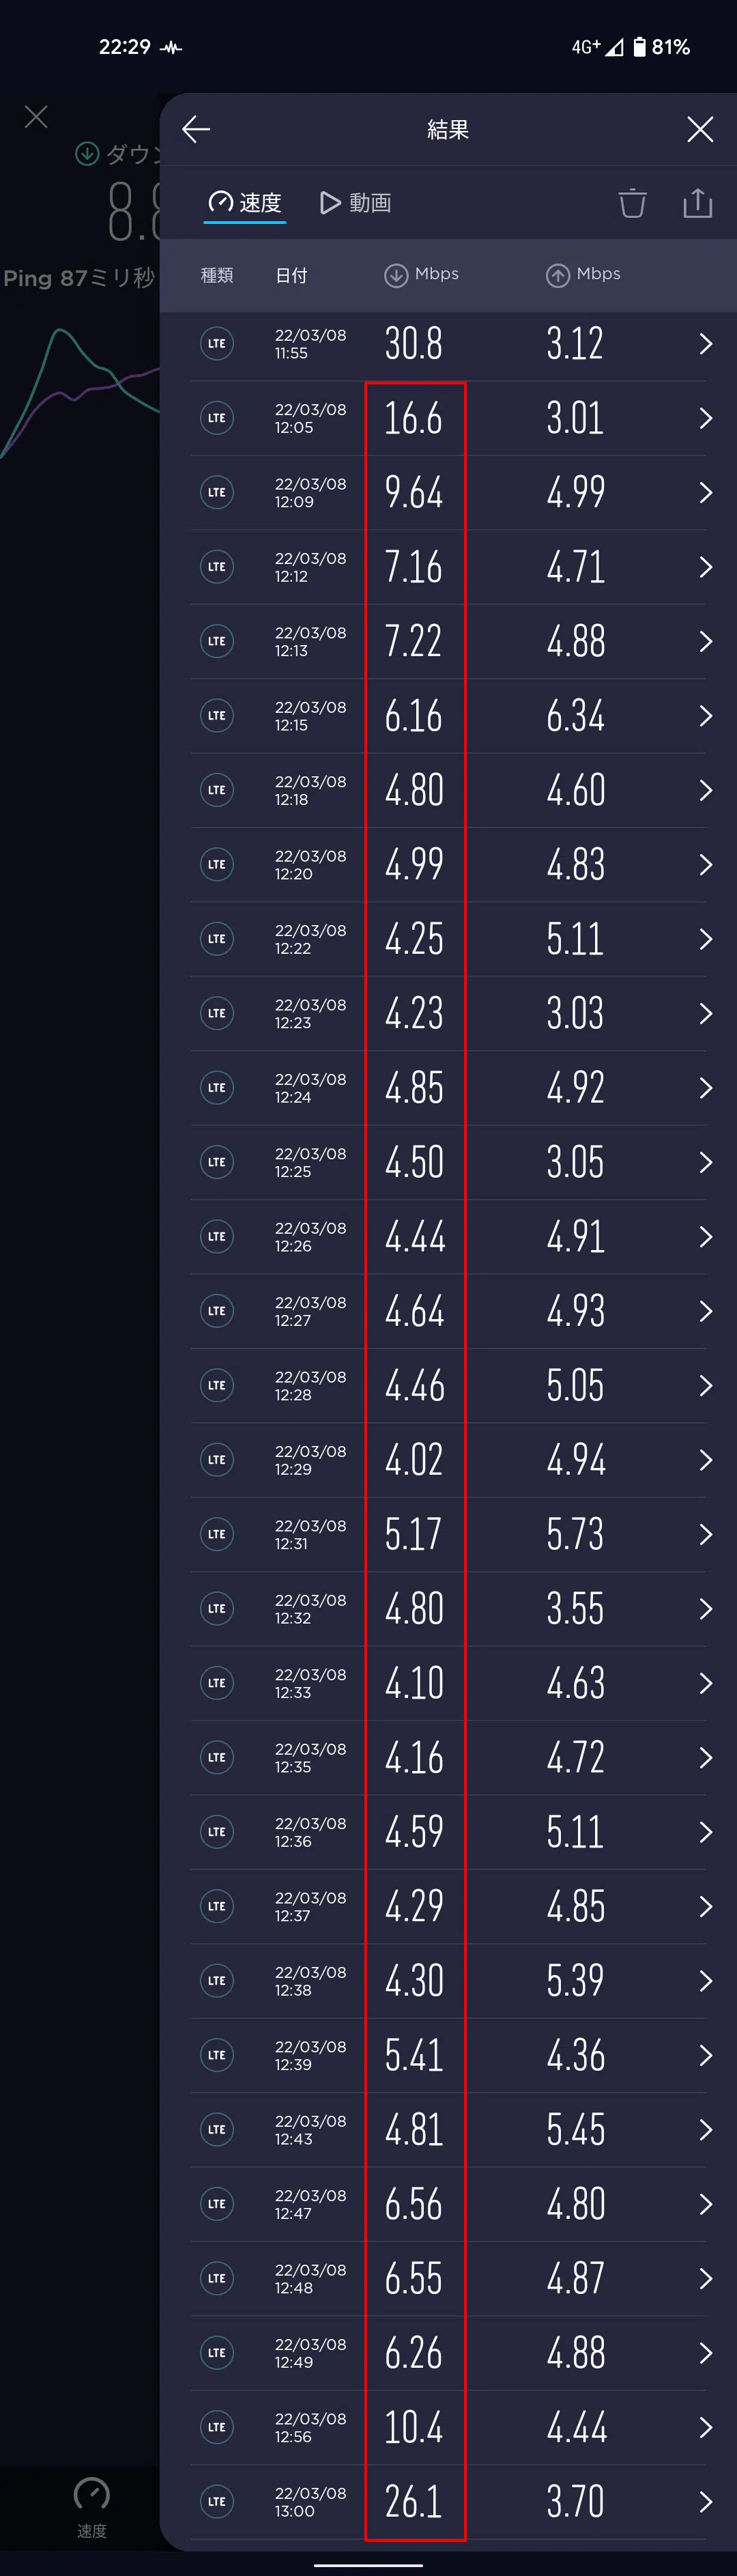 22:29
4G+ 81%
結果
ダウン
8.8
Ping 87ミリ秒
速度 動画
種類 日付 Mbps Mbps
LTE 22/03/08 11:55 30.8 3.12
LTE 22/03/08 12:05 16.6 3.01
LTE 22/03/08 12:09 9.64 4.99
LTE 22/03/08 12:12 7.16 4.71
LTE 22/03/08 12:13 7.22 4.88
LTE 22/03/08 12:15 6.16 6.34
LTE 22/03/08 12:18 4.80 4.60
LTE 22/03/08 12:20 4.99 4.83
LTE 22/03/08 12:22 4.25 5.11
LTE 22/03/08 12:23 4.23 3.03
LTE 22/03/08 12:24 4.85 4.92
LTE 22/03/08 12:25 4.50 3.05
LTE 22/03/08 12:26 4.44 4.91
LTE 22/03/08 12:27 4.64 4.93
LTE 22/03/08 12:28 4.46 5.05
LTE 22/03/08 12:29 4.02 4.94
LTE 22/03/08 12:31 5.17 5.73
LTE 22/03/08 12:32 4.80 3.55
LTE 22/03/08 12:33 4.10 4.63
LTE 22/03/08 12:35 4.16 4.72
LTE 22/03/08 12:36 4.59 5.11
LTE 22/03/08 12:37 4.29 4.85
LTE 22/03/08 12:38 4.30 5.39
LTE 22/03/08 12:39 5.41 4.36
LTE 22/03/08 12:43 4.81 5.45
LTE 22/03/08 12:47 6.56 4.80
LTE 22/03/08 12:48 6.55 4.87
LTE 22/03/08 12:49 6.26 4.88
LTE 22/03/08 12:56 10.4 4.44
LTE 22/03/08 13:00 26.1 3.70
速度